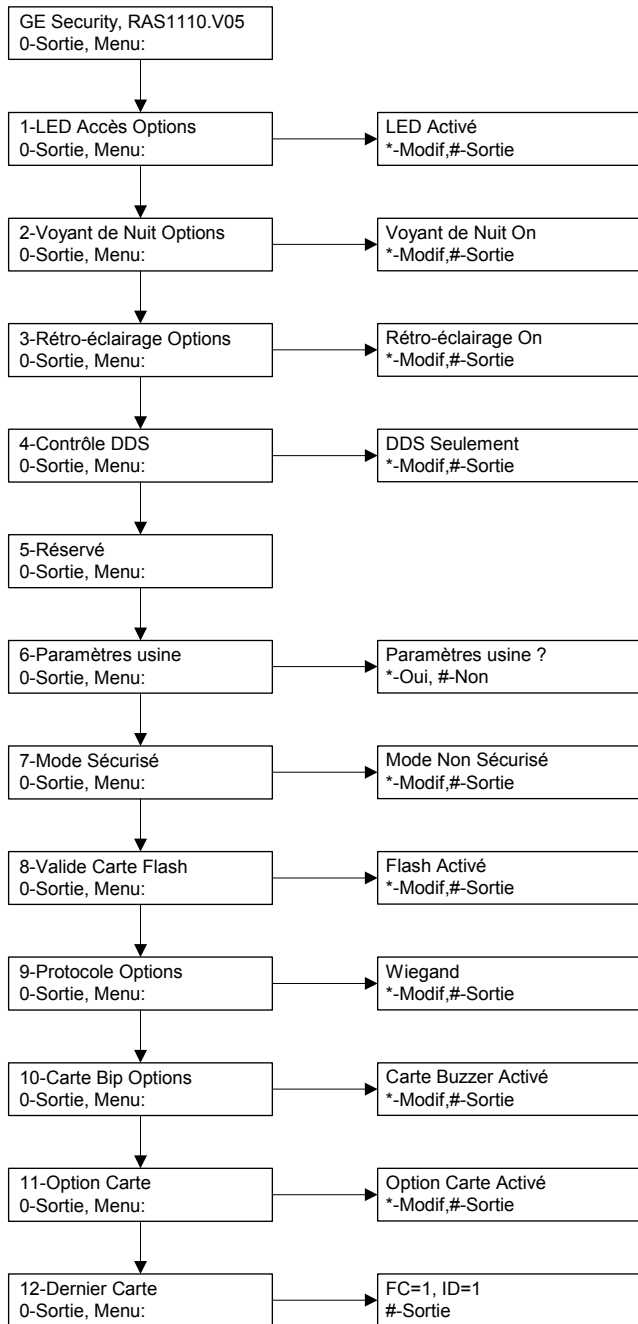 GE Security, RAS1110.V05
0-Sortie, Menu:
1-LED Accès Options
0-Sortie, Menu:
LED Activé
*-Modif,#-Sortie
2-Voyant de Nuit Options
0-Sortie, Menu:
Voyant de Nuit On
*-Modif,#-Sortie
3-Rétro-éclairage Options
0-Sortie, Menu:
Rétro-éclairage On
*-Modif,#-Sortie
4-Contrôle DDS
0-Sortie, Menu:
DDS Seulement
*-Modif,#-Sortie
5-Réservé
0-Sortie, Menu:
6-Paramètres usine
0-Sortie, Menu:
Paramètres usine ?
*-Oui, #-Non
7-Mode Sécurisé
0-Sortie, Menu:
Mode Non Sécurisé
*-Modif,#-Sortie
8-Valide Carte Flash
0-Sortie, Menu:
Flash Activé
*-Modif,#-Sortie
9-Protocole Options
0-Sortie, Menu:
Wiegand
*-Modif,#-Sortie
10-Carte Bip Options
0-Sortie, Menu:
Carte Buzzer Activé
*-Modif,#-Sortie
11-Option Carte
0-Sortie, Menu:
Option Carte Activé
*-Modif,#-Sortie
12-Dernier Carte
0-Sortie, Menu:
FC=1, ID=1
#-Sortie